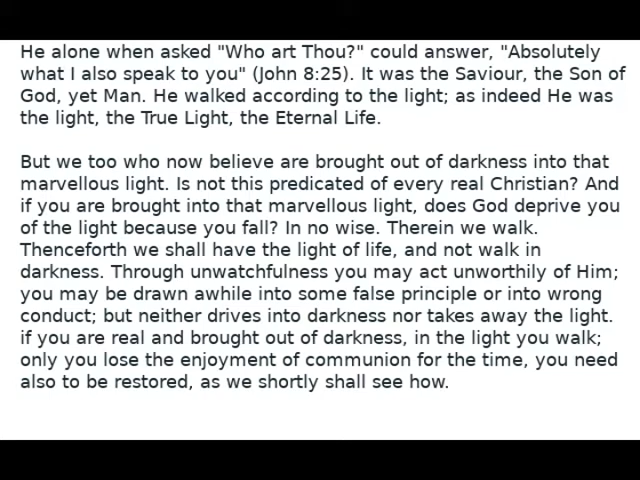 He alone when asked "Who art Thou?" could answer, "Absolutely
what I also speak to you" (John 8:25). It was the Saviour, the Son of
God, yet Man. He walked according to the light; as indeed He was
the light, the True Light, the Eternal Life.
But we too who now believe are brought out of darkness into that
marvellous light. Is not this predicated of every real Christian? And
if you are brought into that marvellous light, does God deprive you
of the light because you fall? In no wise. Therein we walk.
Thenceforth we shall have the light of life, and not walk in
darkness. Through unwatchfulness you may act unworthily of Him;
you may be drawn awhile into some false principle or into wrong
conduct; but neither drives into darkness nor takes away the light.
if you are real and brought out of darkness, in the light you walk;
only you lose the enjoyment of communion for the time, you need
also to be restored, as we shortly shall see how.